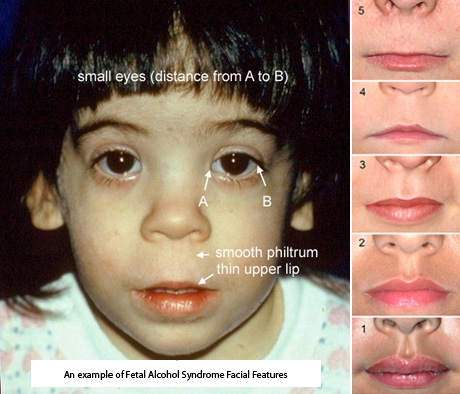 small eyes (distance from A to B)
A
B
smooth philtrum
thin upper lip
An example of Fetal Alcohol Syndrome Facial Features
5
4
3
2
1